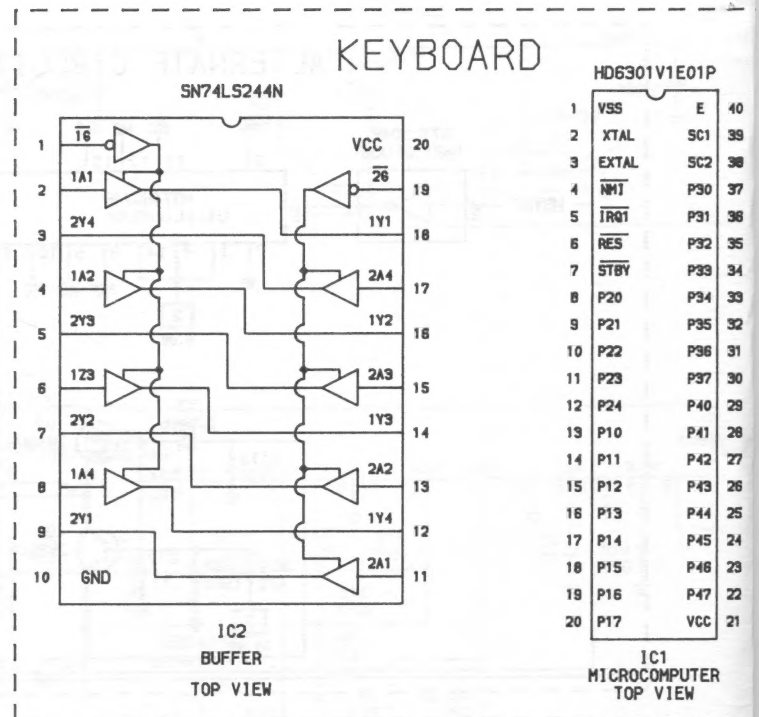 KEYBOARD
SN74LS244N
1 1G VCC 20
2 1A1 2G 19
3 2Y4 1Y1 18
4 1A2 2A4 17
5 2Y3 1Y2 16
6 1Z3 2A3 15
7 2Y2 1Y3 14
8 1A4 2A2 13
9 2Y1 1Y4 12
10 GND 2A1 11
IC2
BUFFER
TOP VIEW
HD6301V1E01P
1 VSS E 40
2 XTAL SC1 39
3 EXTAL SC2 38
4 NMI P30 37
5 IRQ1 P31 36
6 RES P32 35
7 STBY P33 34
8 P20 P34 33
9 P21 P35 32
10 P22 P36 31
11 P23 P37 30
12 P24 P40 29
13 P10 P41 28
14 P11 P42 27
15 P12 P43 26
16 P13 P44 25
17 P14 P45 24
18 P15 P46 23
19 P16 P47 22
20 P17 VCC 21
IC1
MICROCOMPUTER
TOP VIEW